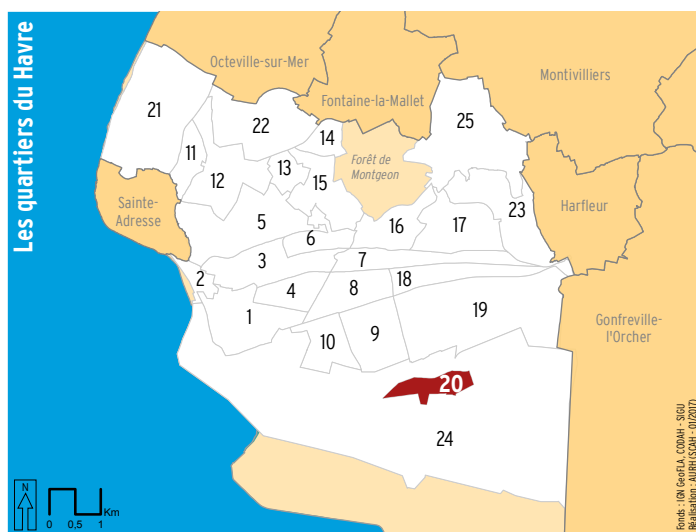 Les quartiers du Havre
Octeville-sur-Mer
Montivilliers
Fontaine-la-Mallet
21
22
14
25
11
13
Forêt de
Montgeon
12
15
Sainte-
Adresse
Harfleur
5
16
17
23
6
3
7
2
18
4
8
1
19
Gonfreville-
l'Orcher
10
9
20
24
N
0 0,5 1
Km
Fonds : IGN GeoFLA, CODAH - SIGU
Réalisation : AURH (SCAH - 01/2017)